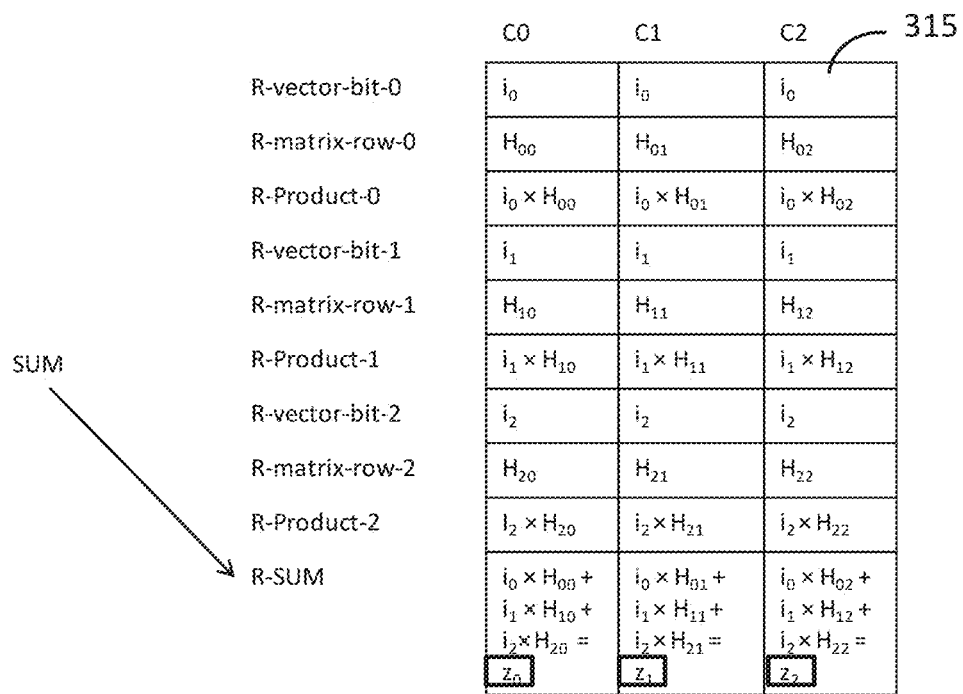 C0 C1 C2 315
R-vector-bit-0 i₀ i₀ i₀
R-matrix-row-0 H₀₀ H₀₁ H₀₂
R-Product-0 i₀ × H₀₀ i₀ × H₀₁ i₀ × H₀₂
R-vector-bit-1 i₁ i₁ i₁
R-matrix-row-1 H₁₀ H₁₁ H₁₂
SUM R-Product-1 i₁ × H₁₀ i₁ × H₁₁ i₁ × H₁₂
R-vector-bit-2 i₂ i₂ i₂
R-matrix-row-2 H₂₀ H₂₁ H₂₂
R-Product-2 I₂ × H₂₀ i₂ × H₂₁ i₂ × H₂₂
R-SUM i₀ × H₀₀ + i₀ × H₀₁ + i₀ × H₀₂ +
i₁ × H₁₀ + i₁ × H₁₁ + i₁ × H₁₂ +
i₂ × H₂₀ = i₂ × H₂₁ = i₂ × H₂₂ =
z₀ z₁ z₂